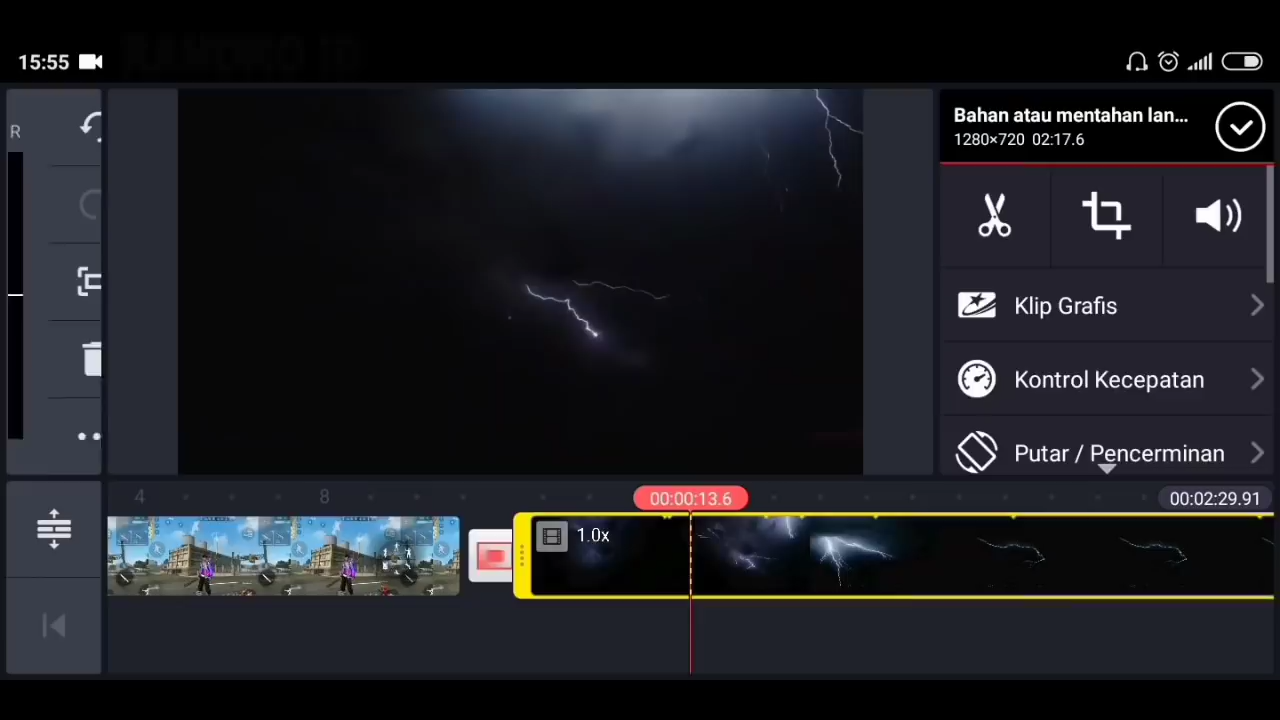 15:55
R
Bahan atau mentahan lan...
1280×720 02:17.6
Klip Grafis
Kontrol Kecepatan
Putar / Pencerminan
4
8
00:00:13.6
00:02:29.91
1.0x